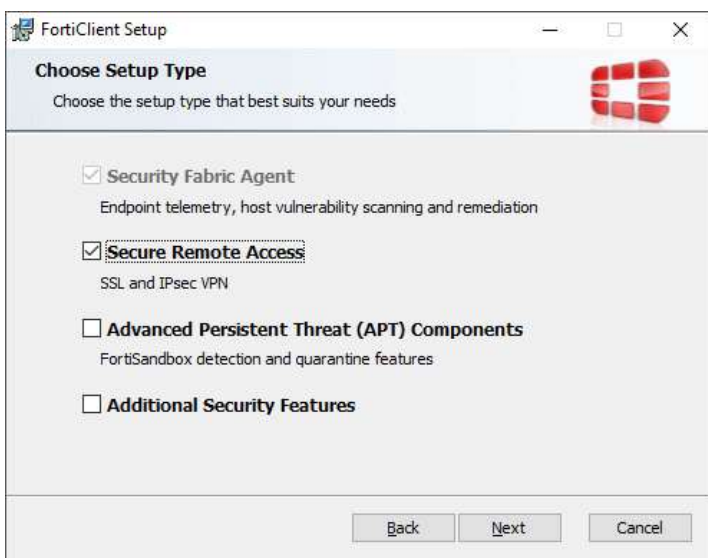 FortiClient Setup
Choose Setup Type
Choose the setup type that best suits your needs
Security Fabric Agent
Endpoint telemetry, host vulnerability scanning and remediation
Secure Remote Access
SSL and IPsec VPN
Advanced Persistent Threat (APT) Components
FortiSandbox detection and quarantine features
Additional Security Features
Back Next Cancel